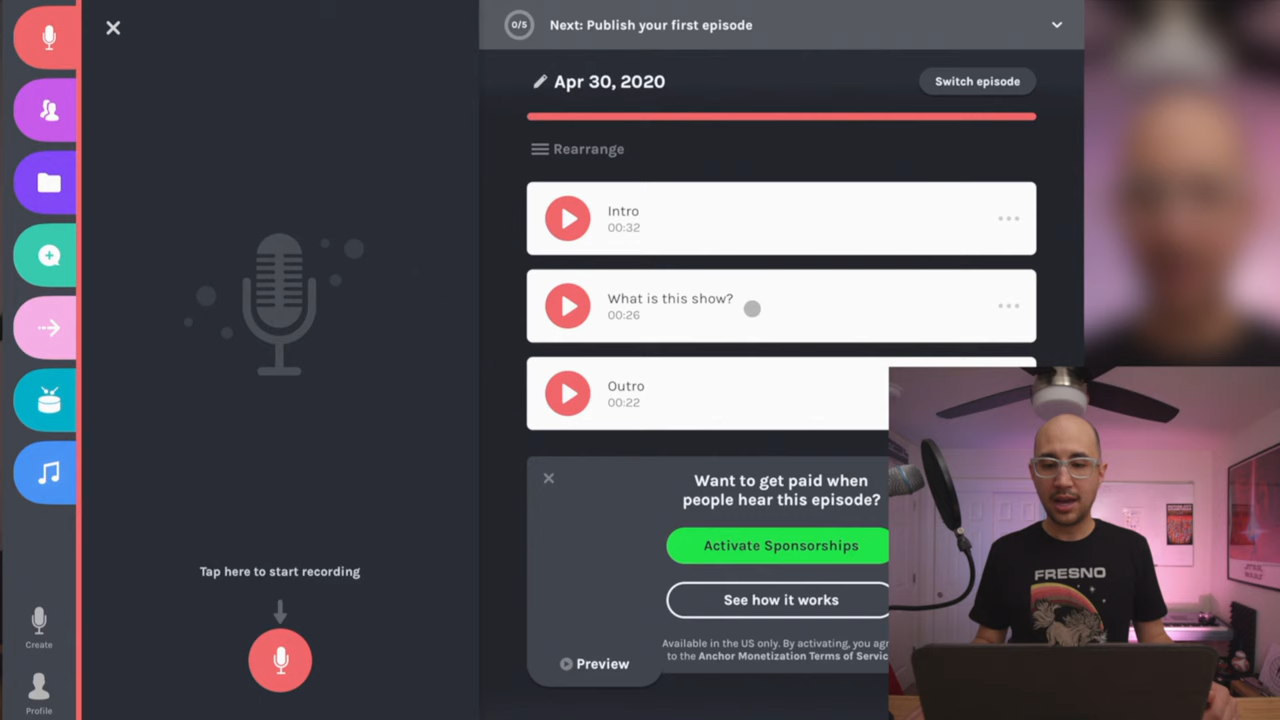 0/5
Next: Publish your first episode
Apr 30, 2020
Switch episode
Rearrange
Intro
00:32
What is this show?
00:26
Outro
00:22
Want to get paid when
people hear this episode?
Activate Sponsorships
See how it works
Available in the US only. By activating, you
to the Anchor Monetization Terms of
Preview
Tap here to start recording
Create
Profile
FRESNO
STAR
WARS